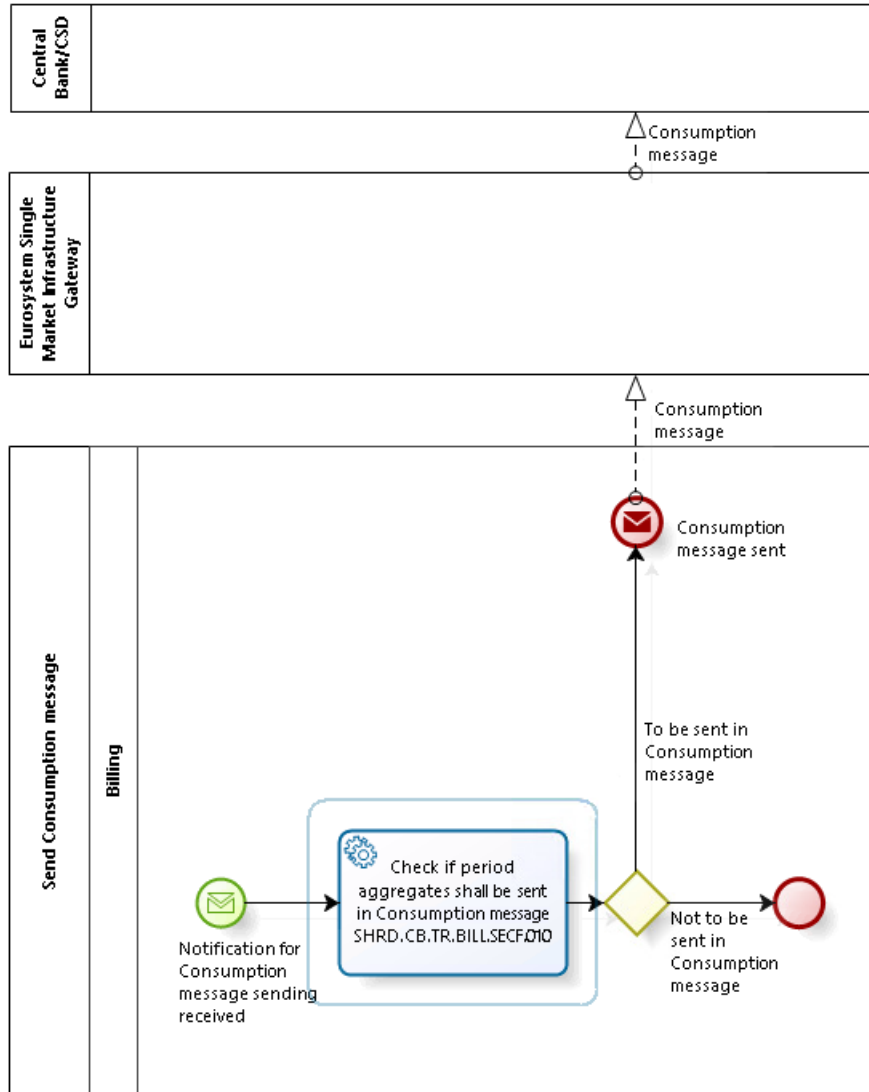 Central
Bank/CSD
Consumption
message
Eurosystem Single
Market Infrastructure
Gateway
Consumption
message
Send Consumption message
Billing
Consumption
message sent
To be sent in
Consumption
message
Check if period
aggregates shall be sent
in Consumption message
SHRD.CB.TR.BILL.SECF.010
Notification for
Consumption
message sending
received
Not to be
sent in
Consumption
message